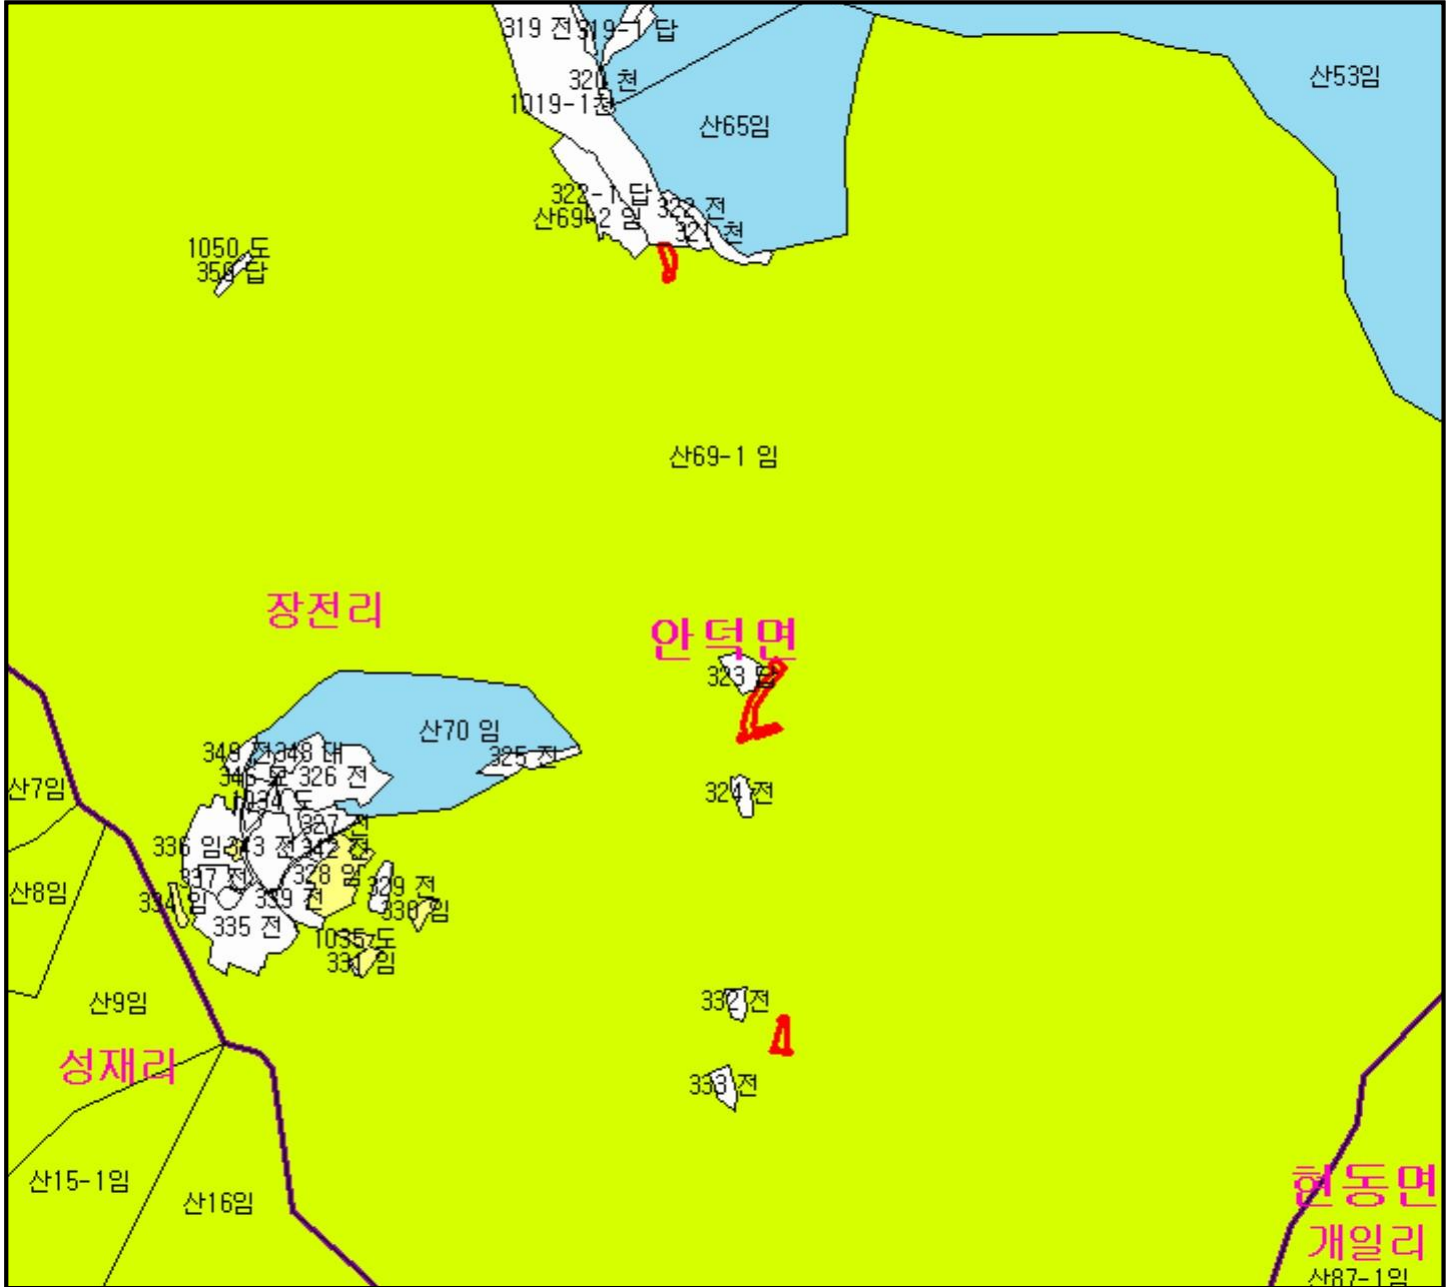 319 전
319-1 답
320 천
1019-1천
산53임
산65임
322-1 답
322 전
산69-2 임
321 천
1050 도
350 답
산69-1 임
장전리
안덕면
323 답
산70 임
325 전
349 전
348 대
326 전
산7임
324 전
1034 도
327 전
336 임
343 전
342 전
328 임
337 전
329 전
산8임
334 임
339 전
330 임
335 전
1035 도
331 임
산9임
332 전
성재리
333 전
산15-1임
산16임
현동면
개일리
산87-1임